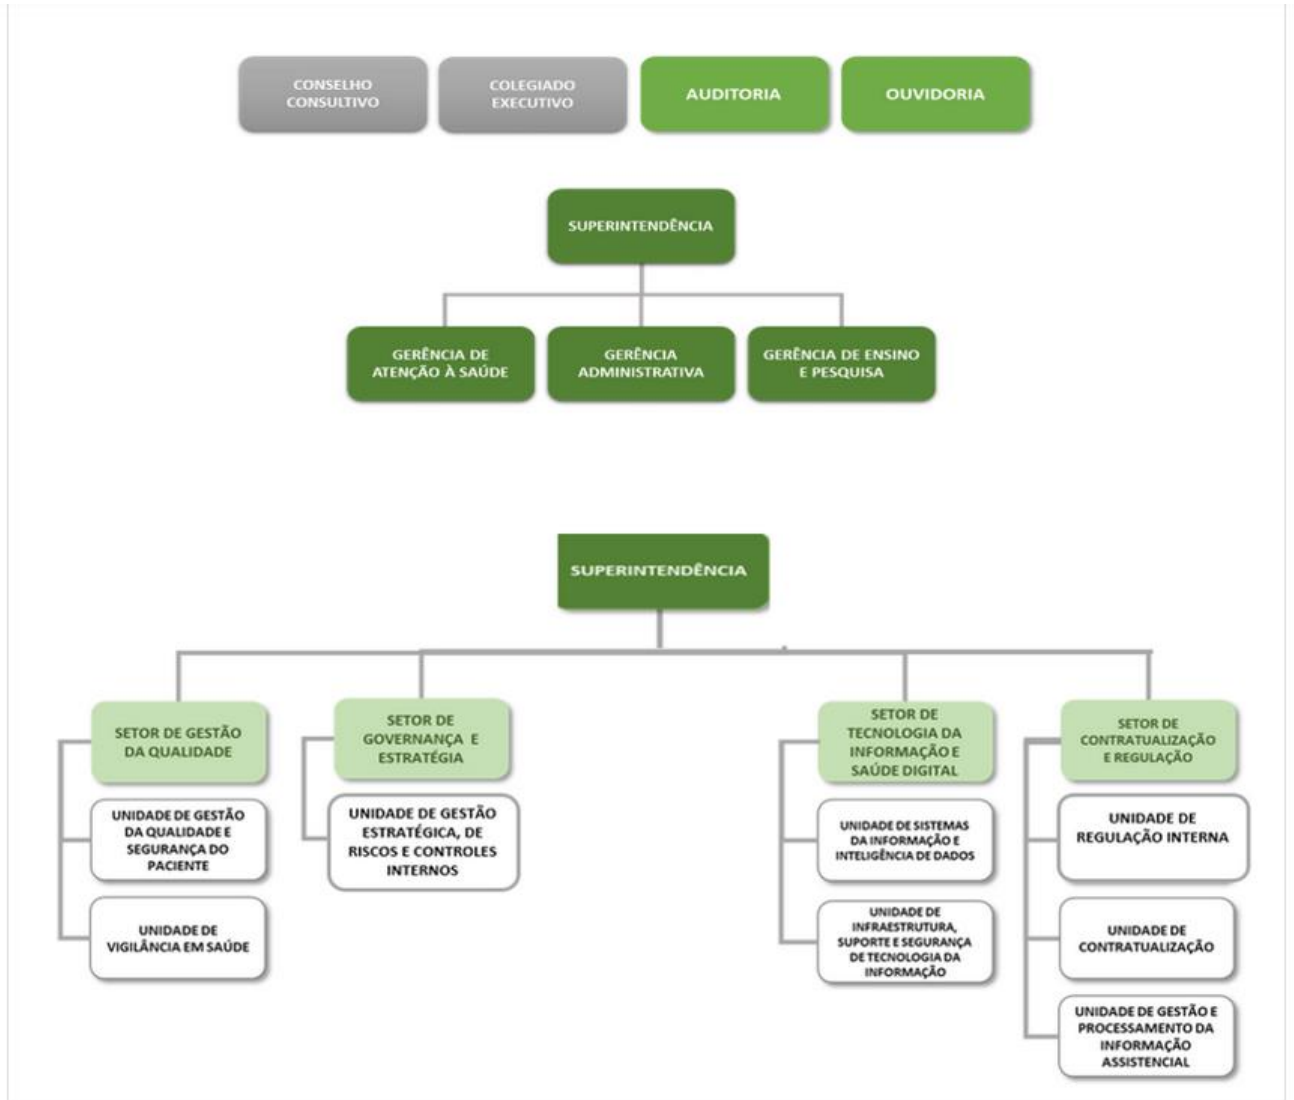 CONSELHO
CONSULTIVO
COLEGIADO
EXECUTIVO
AUDITORIA
OUVIDORIA
SUPERINTENDÊNCIA
GERÊNCIA DE
ATENÇÃO À SAÚDE
GERÊNCIA
ADMINISTRATIVA
GERÊNCIA DE ENSINO
E PESQUISA
SUPERINTENDÊNCIA
SETOR DE GESTÃO
DA QUALIDADE
UNIDADE DE GESTÃO
DA QUALIDADE E
SEGURANÇA DO
PACIENTE
UNIDADE DE
VIGILÂNCIA EM SAÚDE
SETOR DE
GOVERNANÇA E
ESTRATÉGIA
UNIDADE DE GESTÃO
ESTRATÉGICA, DE
RISCOS E CONTROLES
INTERNOS
SETOR DE
TECNOLOGIA DA
INFORMAÇÃO E
SAÚDE DIGITAL
UNIDADE DE SISTEMAS
DA INFORMAÇÃO E
INTELIGÊNCIA DE DADOS
UNIDADE DE
INFRAESTRUTURA,
SUPORTE E SEGURANÇA
DE TECNOLOGIA DA
INFORMAÇÃO
SETOR DE
CONTRATUALIZAÇÃO
E REGULAÇÃO
UNIDADE DE
REGULAÇÃO INTERNA
UNIDADE DE
CONTRATUALIZAÇÃO
UNIDADE DE GESTÃO E
PROCESSAMENTO DA
INFORMAÇÃO
ASSISTENCIAL